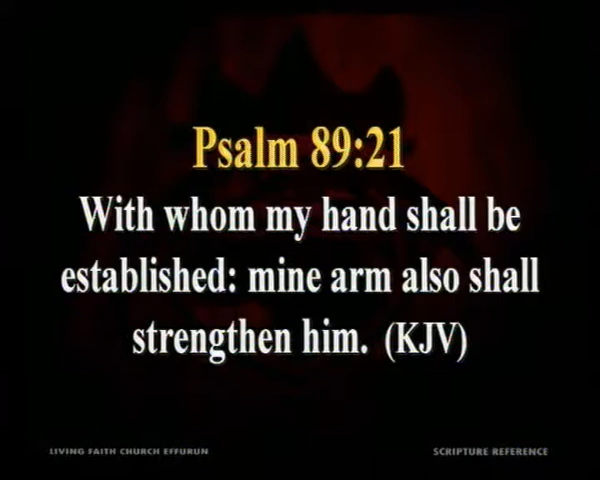 Psalm 89:21
With whom my hand shall be
established: mine arm also shall
strengthen him. (KJV)
LIVING FAITH CHURCH EFFURUN
SCRIPTURE REFERENCE